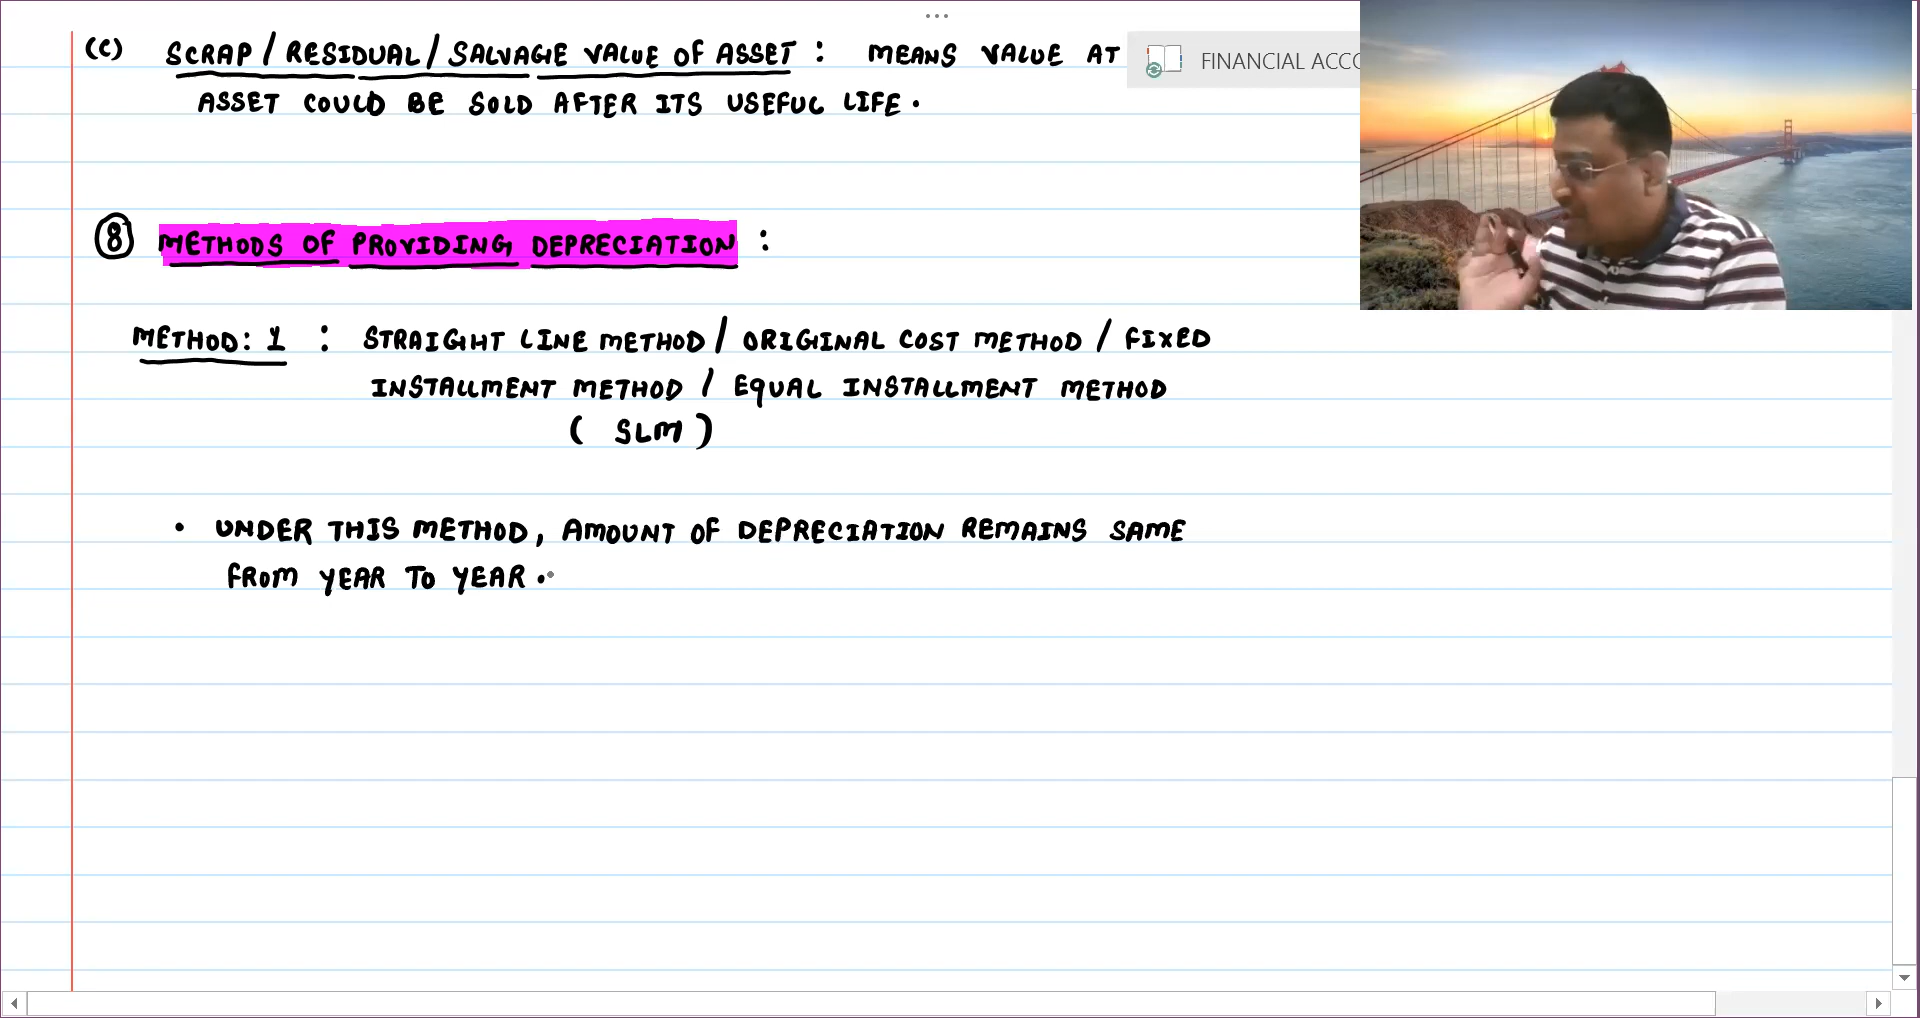 (C) SCRAP / RESIDUAL / SALVAGE VALUE OF ASSET : MEANS VALUE AT
FINANCIAL ACCO
ASSET COULD BE SOLD AFTER ITS USEFUL LIFE.
8 METHODS OF PROVIDING DEPRECIATION :
METHOD: 1 : STRAIGHT LINE METHOD / ORIGINAL COST METHOD / FIXED
INSTALLMENT METHOD / EQUAL INSTALLMENT METHOD
( SLM )
• UNDER THIS METHOD, AMOUNT OF DEPRECIATION REMAINS SAME
FROM YEAR TO YEAR.